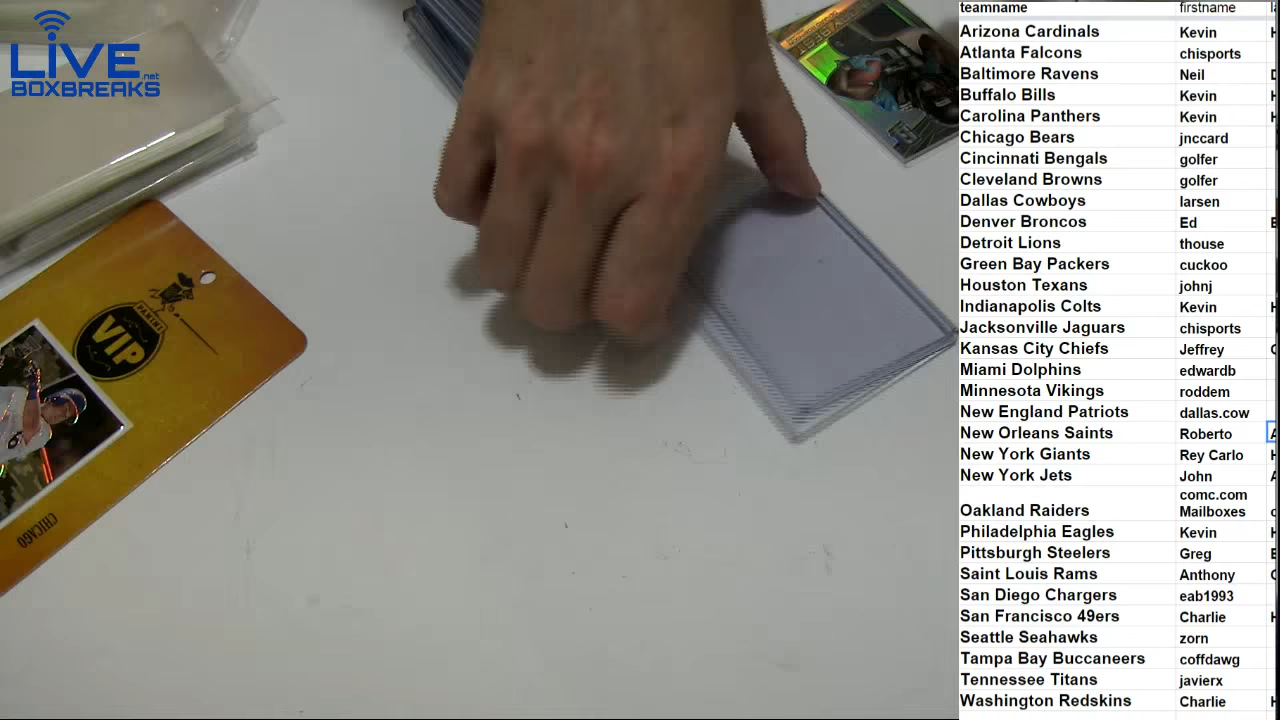 LIVE
.net
BOXBREAKS
PANINI
VIP
CHICAGO
teamname firstname
Arizona Cardinals Kevin H
Atlanta Falcons chisports
Baltimore Ravens Neil
Buffalo Bills Kevin H
Carolina Panthers Kevin H
Chicago Bears jnccard
Cincinnati Bengals golfer
Cleveland Browns golfer
Dallas Cowboys larsen
Denver Broncos Ed
Detroit Lions thouse
Green Bay Packers cuckoo
Houston Texans johnj
Indianapolis Colts Kevin H
Jacksonville Jaguars chisports
Kansas City Chiefs Jeffrey
Miami Dolphins edwardb
Minnesota Vikings roddem
New England Patriots dallas.cow
New Orleans Saints Roberto
New York Giants Rey Carlo H
New York Jets John
comc.com
Oakland Raiders Mailboxes
Philadelphia Eagles Kevin H
Pittsburgh Steelers Greg
Saint Louis Rams Anthony
San Diego Chargers eab1993
San Francisco 49ers Charlie H
Seattle Seahawks zorn
Tampa Bay Buccaneers coffdawg
Tennessee Titans javierx
Washington Redskins Charlie H